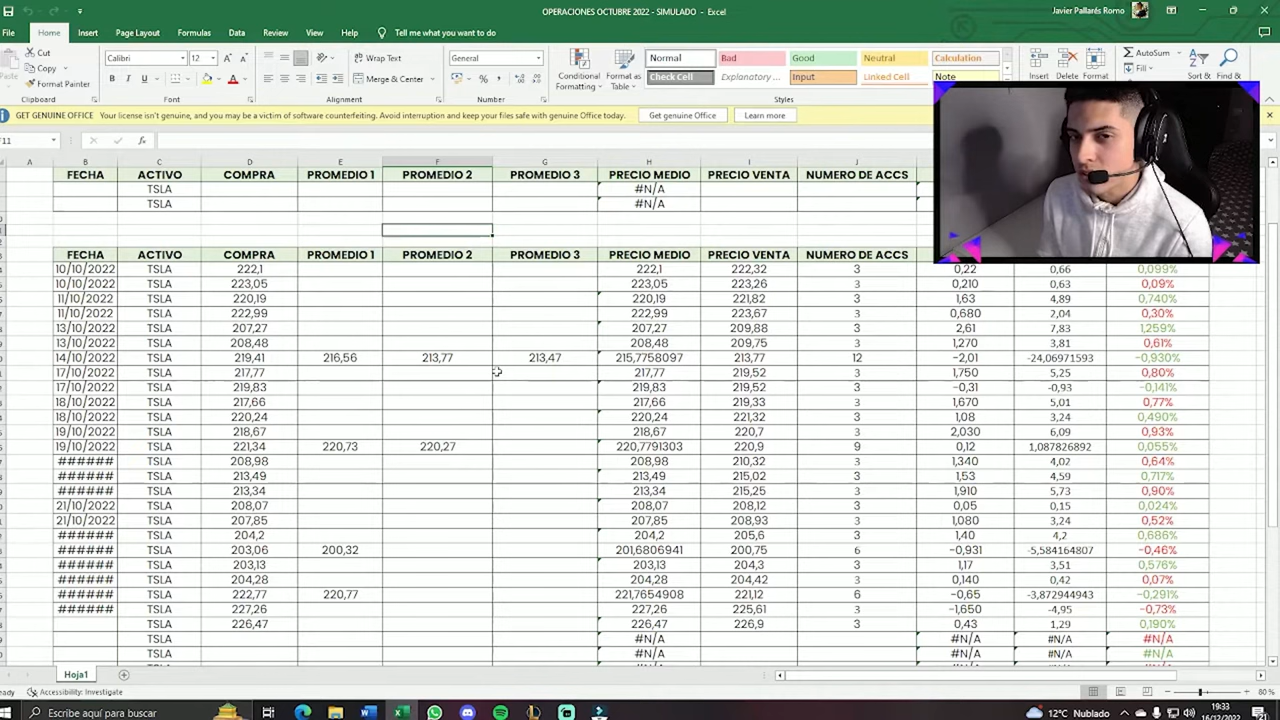 OPERACIONES OCTUBRE 2022 - SIMULADO - Excel
Javier Pallarés Romo
File Home Insert Page Layout Formulas Data Review View Help Tell me what you want to do
Cut
Copy
Format Painter
Paste
Clipboard
Calibri 12
B I U
Font
Merge & Center
Alignment
General
Number
Conditional Formatting
Format as Table
Normal Bad Good Neutral Calculation
Check Cell Explanatory ... Input Linked Cell Note
Styles
Insert Delete Format
AutoSum
Fill
Sort & Find &
GET GENUINE OFFICE Your license isn't genuine, and you may be a victim of software counterfeiting. Avoid interruption and keep your files safe with genuine Office today. Get genuine Office Learn more
F11
A B C D E F G H I J
FECHA ACTIVO COMPRA PROMEDIO 1 PROMEDIO 2 PROMEDIO 3 PRECIO MEDIO PRECIO VENTA NUMERO DE ACCS
TSLA #N/A
TSLA #N/A
FECHA ACTIVO COMPRA PROMEDIO 1 PROMEDIO 2 PROMEDIO 3 PRECIO MEDIO PRECIO VENTA NUMERO DE ACCS
10/10/2022 TSLA 222,1 222,1 222,32 3 0,22 0,66 0,099%
10/10/2022 TSLA 223,05 223,05 223,26 3 0,210 0,63 0,09%
11/10/2022 TSLA 220,19 220,19 221,82 3 1,63 4,89 0,740%
11/10/2022 TSLA 222,99 222,99 223,67 3 0,680 2,04 0,30%
13/10/2022 TSLA 207,27 207,27 209,88 3 2,61 7,83 1,259%
13/10/2022 TSLA 208,48 208,48 209,75 3 1,270 3,81 0,61%
14/10/2022 TSLA 219,41 216,56 213,77 213,47 215,7758097 213,77 12 -2,01 -24,06971593 -0,930%
17/10/2022 TSLA 217,77 217,77 219,52 3 1,750 5,25 0,80%
17/10/2022 TSLA 219,83 219,83 219,52 3 -0,31 -0,93 -0,141%
18/10/2022 TSLA 217,66 217,66 219,33 3 1,670 5,01 0,77%
18/10/2022 TSLA 220,24 220,24 221,32 3 1,08 3,24 0,490%
19/10/2022 TSLA 218,67 218,67 220,7 3 2,030 6,09 0,93%
19/10/2022 TSLA 221,34 220,73 220,27 220,7791303 220,9 9 0,12 1,087826892 0,055%
###### TSLA 208,98 208,98 210,32 3 1,340 4,02 0,64%
###### TSLA 213,49 213,49 215,02 3 1,53 4,59 0,717%
###### TSLA 213,34 213,34 215,25 3 1,910 5,73 0,90%
21/10/2022 TSLA 208,07 208,07 208,12 3 0,05 0,15 0,024%
21/10/2022 TSLA 207,85 207,85 208,93 3 1,080 3,24 0,52%
###### TSLA 204,2 204,2 205,6 3 1,40 4,2 0,686%
###### TSLA 203,06 200,32 201,6806941 200,75 6 -0,931 -5,584164807 -0,46%
###### TSLA 203,13 203,13 204,3 3 1,17 3,51 0,576%
###### TSLA 204,28 204,28 204,42 3 0,140 0,42 0,07%
###### TSLA 222,77 220,77 221,7654908 221,12 6 -0,65 -3,872944943 -0,291%
###### TSLA 227,26 227,26 225,61 3 -1,650 -4,95 -0,73%
TSLA 226,47 226,47 226,9 3 0,43 1,29 0,190%
TSLA #N/A #N/A #N/A #N/A
TSLA #N/A #N/A #N/A #N/A
Hoja1
Ready Accessibility: Investigate
80 %
Escribe aquí para buscar
12°C Nublado
19:33
16/12/2022